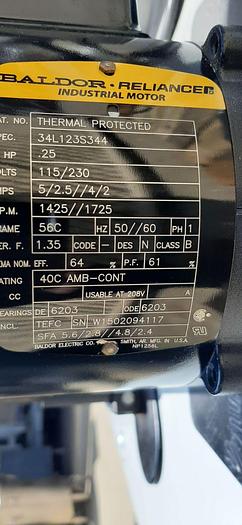 BALDOR · RELIANCE
INDUSTRIAL MOTOR
AT. NO. THERMAL PROTECTED
PEC. 34L123S344
HP .25
OLTS 115/230
MPS 5/2.5//4/2
P.M. 1425//1725
RAME 56C HZ 50//60 PH 1
ER. F. 1.35 CODE - DES N CLASS B
EMA NOM. EFF. 64 % P.F. 61 %
ATING 40C AMB-CONT
CC USABLE AT 208V A
EARINGS DE 6203 ODE 6203
ENCL. TEFC SN W1502094117
SFA 5.6/2.8//4.8/2.4
BALDOR ELECTRIC CO. SMITH, AR. MFG. IN U.S.A.
NP1256L